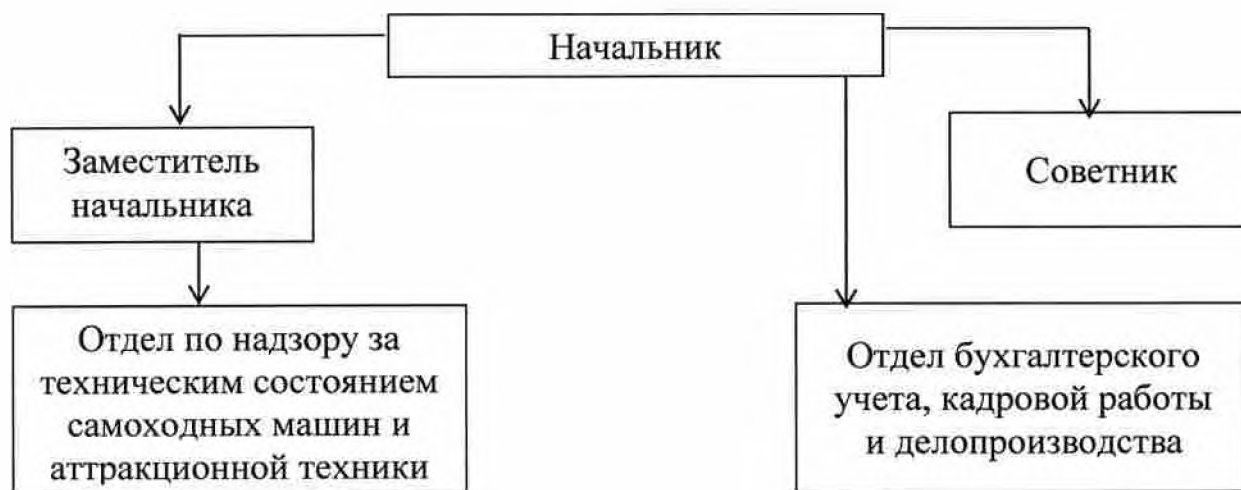 Начальник
Заместитель
начальника
Советник
Отдел по надзору за
техническим состоянием
самоходных машин и
аттракционной техники
Отдел бухгалтерского
учета, кадровой работы
и делопроизводства